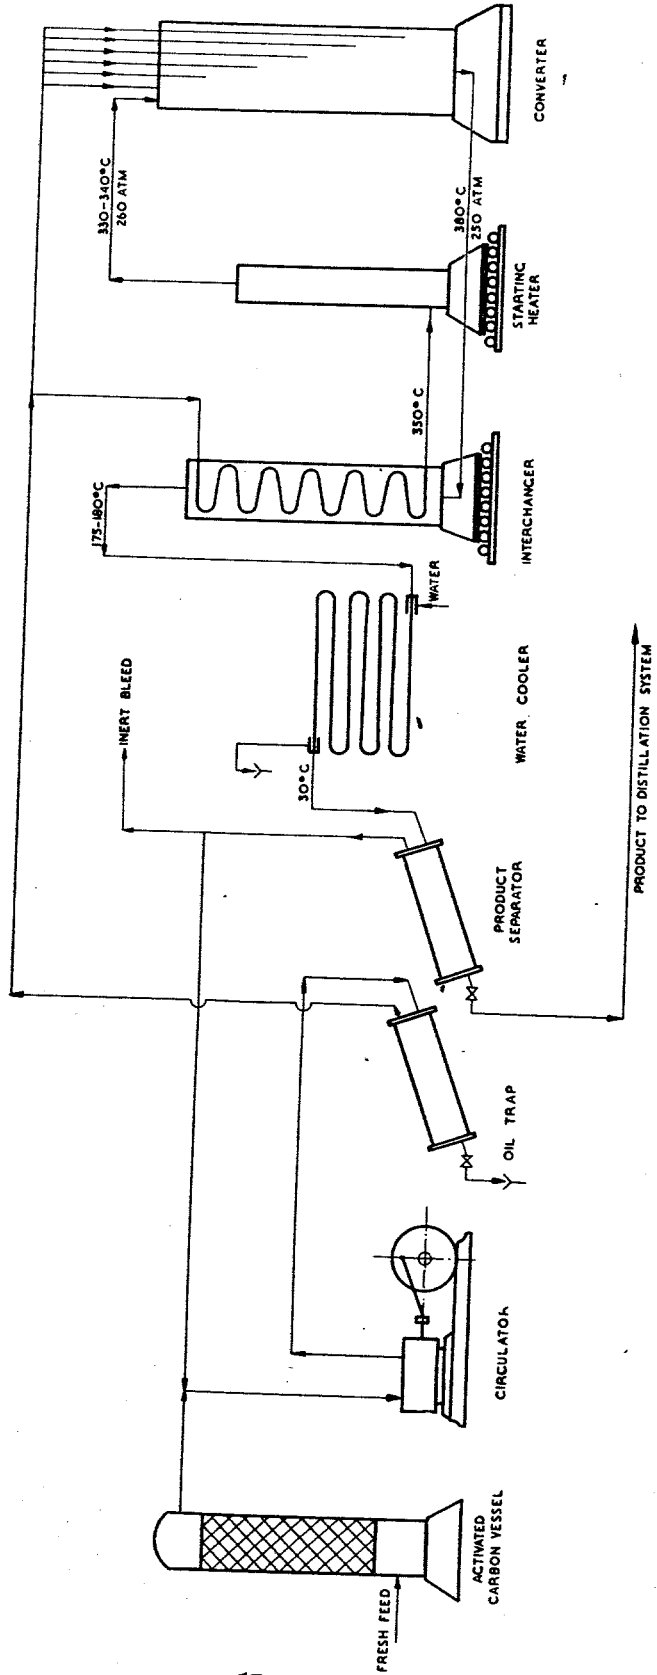 FRESH FEED
ACTIVATED
CARBON VESSEL
CIRCULATOR
OIL TRAP
PRODUCT
SEPARATOR
INERT BLEED
30°C
WATER COOLER
WATER
PRODUCT TO DISTILLATION SYSTEM
175-180°C
INTERCHANGER
350°C
STARTING
HEATER
330-340°C
260 ATM
380°C
250 ATM
CONVERTER